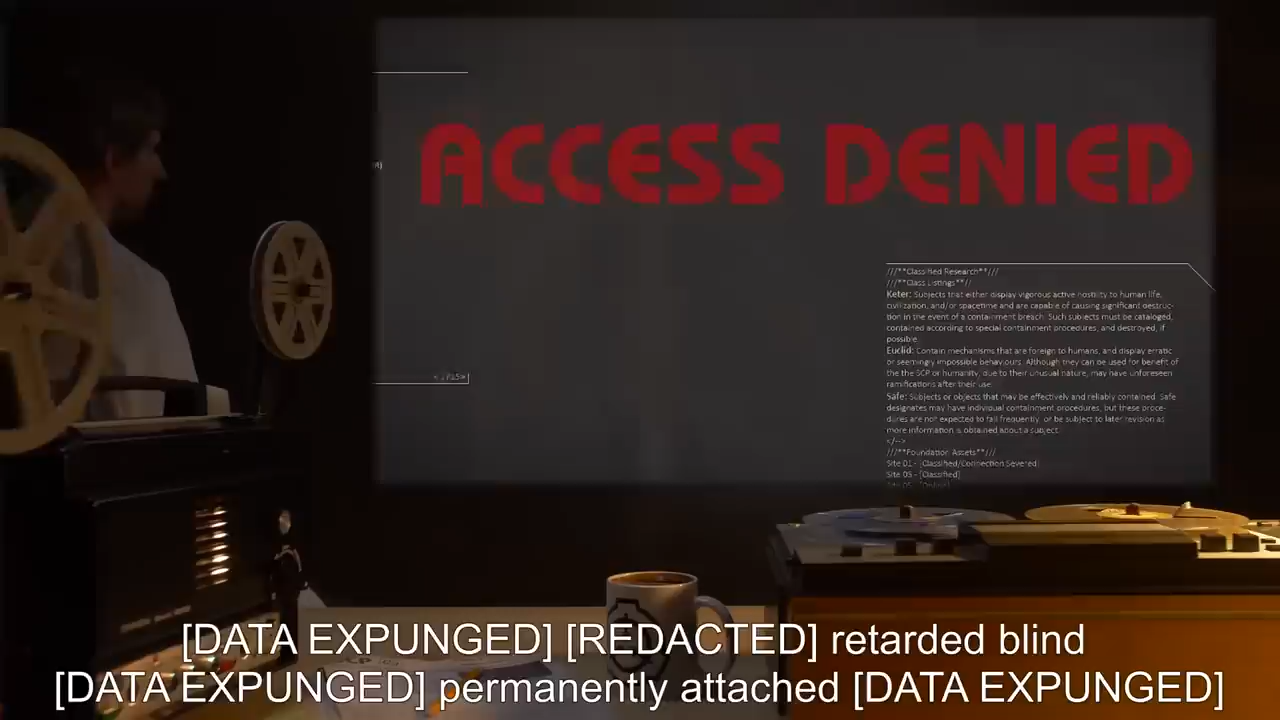 ACCESS DENIED
///**Classified Research**///
///**Class Listings**//
Keter: Subjects that either display vigorous active hostility to human life,
civilization, and/or spacetime and are capable of causing significant destruc-
tion in the event of a containment breach. Such subjects must be cataloged,
contained according to special containment procedures, and destroyed, if
possible.
Euclid: Contain mechanisms that are foreign to humans, and display erratic
or seemingly impossible behaviours. Although they can be used for benefit of
the the SCP or humanity, due to their unusual nature, may have unforeseen
ramifications after their use.
Safe: Subjects or objects that may be effectively and reliably contained. Safe
designates may have individual containment procedures, but these proce-
dures are not expected to fail frequently, or be subject to later revision as
more information is obtained about a subject.
</-->
///**Foundation Assets**///
Site 01 - [Classified/Connection Severed]
Site 03 - [Classified]
[DATA EXPUNGED] [REDACTED] retarded blind
[DATA EXPUNGED] permanently attached [DATA EXPUNGED]